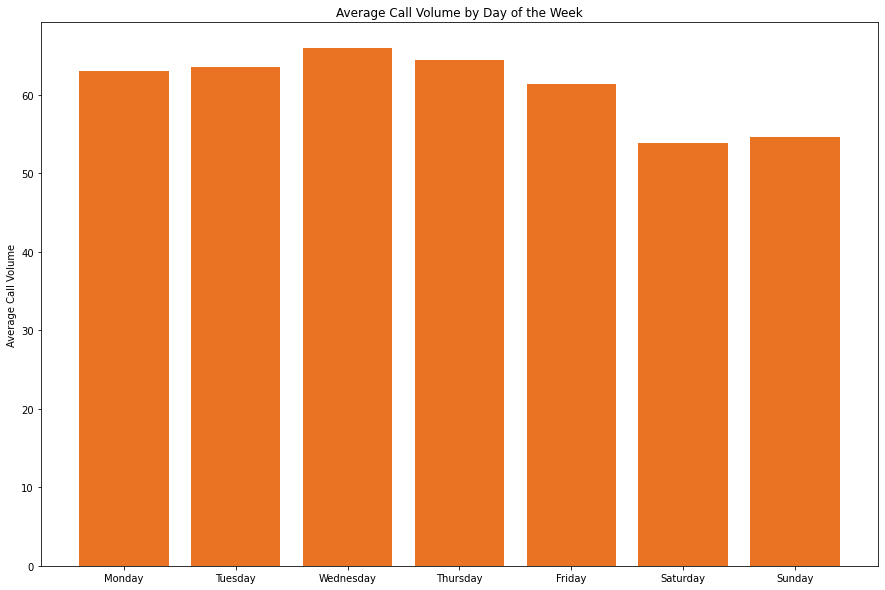 Average Call Volume by Day of the Week
Average Call Volume
60
50
40
30
20
10
0
Monday Tuesday Wednesday Thursday Friday Saturday Sunday